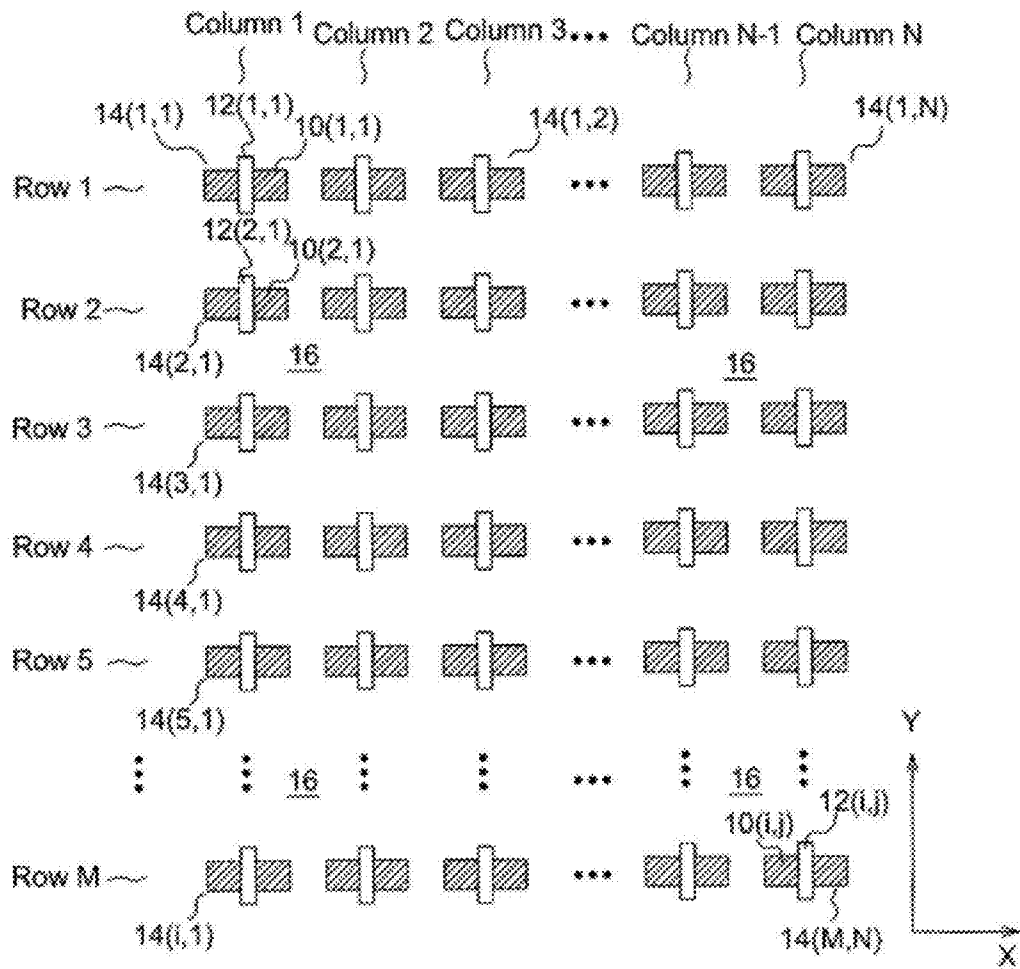 Column 1 Column 2 Column 3 ••• Column N-1 Column N
14(1,1) 12(1,1) 10(1,1) 14(1,2) 14(1,N)
Row 1 •••
12(2,1) 10(2,1)
Row 2 •••
14(2,1) 16 16
Row 3 •••
14(3,1)
Row 4 •••
14(4,1)
Row 5 •••
14(5,1) Y
16 ••• 16
10(i,j) 12(i,j)
Row M •••
14(i,1) 14(M,N) X